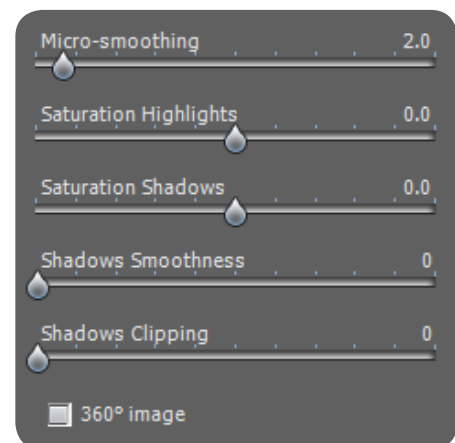 Micro-smoothing 2.0
Saturation Highlights 0.0
Saturation Shadows 0.0
Shadows Smoothness 0
Shadows Clipping 0
360º image